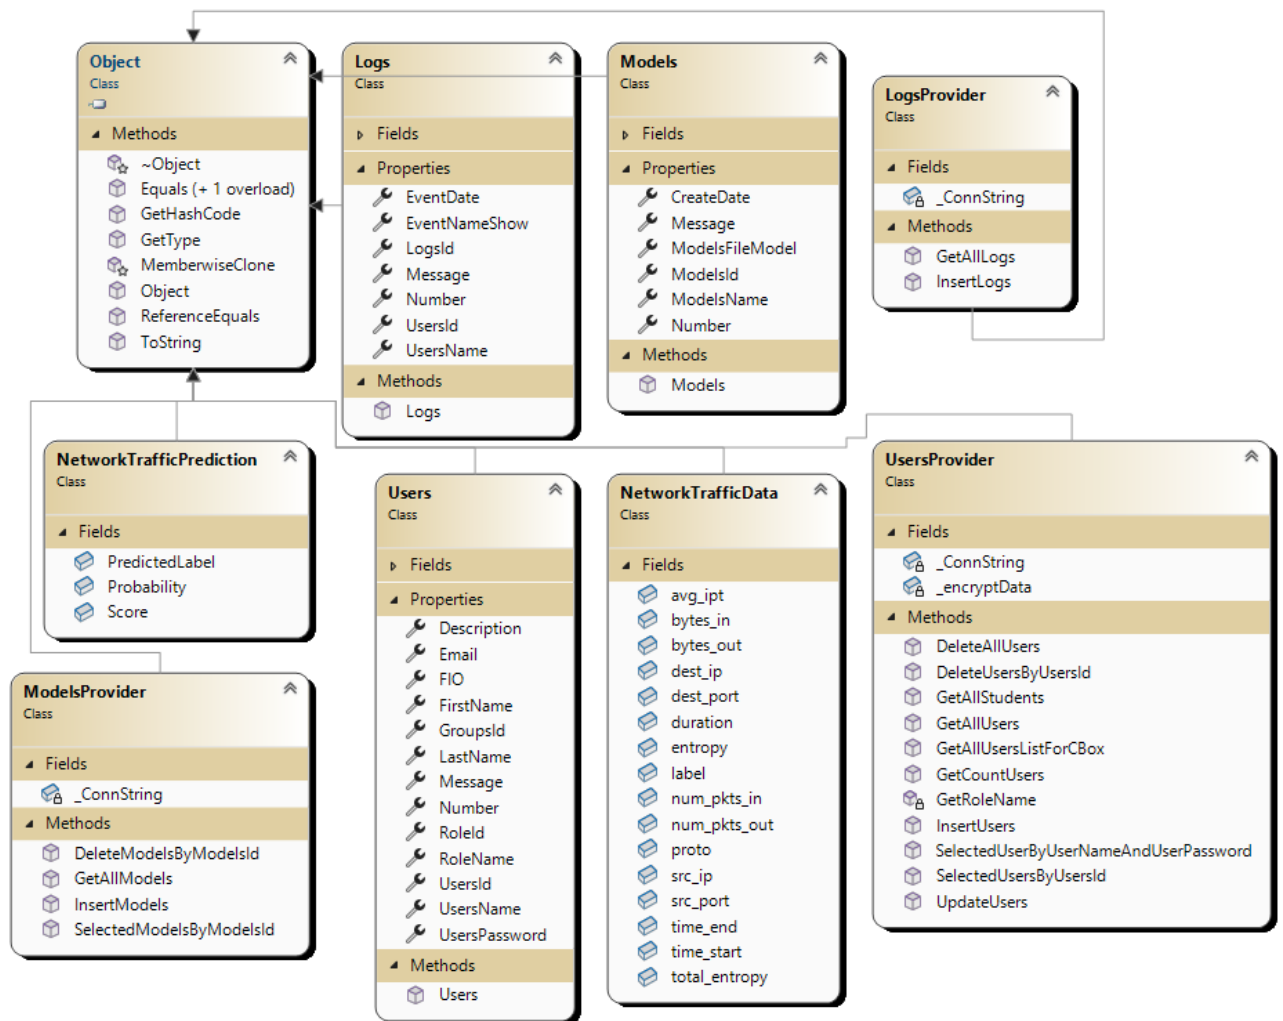 Object
Class
Methods
~Object
Equals (+ 1 overload)
GetHashCode
GetType
MemberwiseClone
Object
ReferenceEquals
ToString
Logs
Class
Fields
Properties
EventDate
EventNameShow
LogsId
Message
Number
UsersId
UsersName
Methods
Logs
Models
Class
Fields
Properties
CreateDate
Message
ModelsFileModel
ModelsId
ModelsName
Number
Methods
Models
LogsProvider
Class
Fields
_ConnString
Methods
GetAllLogs
InsertLogs
NetworkTrafficPrediction
Class
Fields
PredictedLabel
Probability
Score
ModelsProvider
Class
Fields
_ConnString
Methods
DeleteModelsByModelsId
GetAllModels
InsertModels
SelectedModelsByModelsId
Users
Class
Fields
Properties
Description
Email
FIO
FirstName
GroupsId
LastName
Message
Number
RoleId
RoleName
UsersId
UsersName
UsersPassword
Methods
Users
NetworkTrafficData
Class
Fields
avg_ipt
bytes_in
bytes_out
dest_ip
dest_port
duration
entropy
label
num_pkts_in
num_pkts_out
proto
src_ip
src_port
time_end
time_start
total_entropy
UsersProvider
Class
Fields
_ConnString
_encryptData
Methods
DeleteAllUsers
DeleteUsersByUsersId
GetAllStudents
GetAllUsers
GetAllUsersListForCBox
GetCountUsers
GetRoleName
InsertUsers
SelectedUserByUserNameAndUserPassword
SelectedUsersByUsersId
UpdateUsers